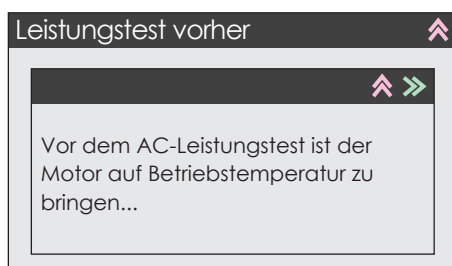 Leistungstest vorher
Vor dem AC-Leistungstest ist der
Motor auf Betriebstemperatur zu
bringen...